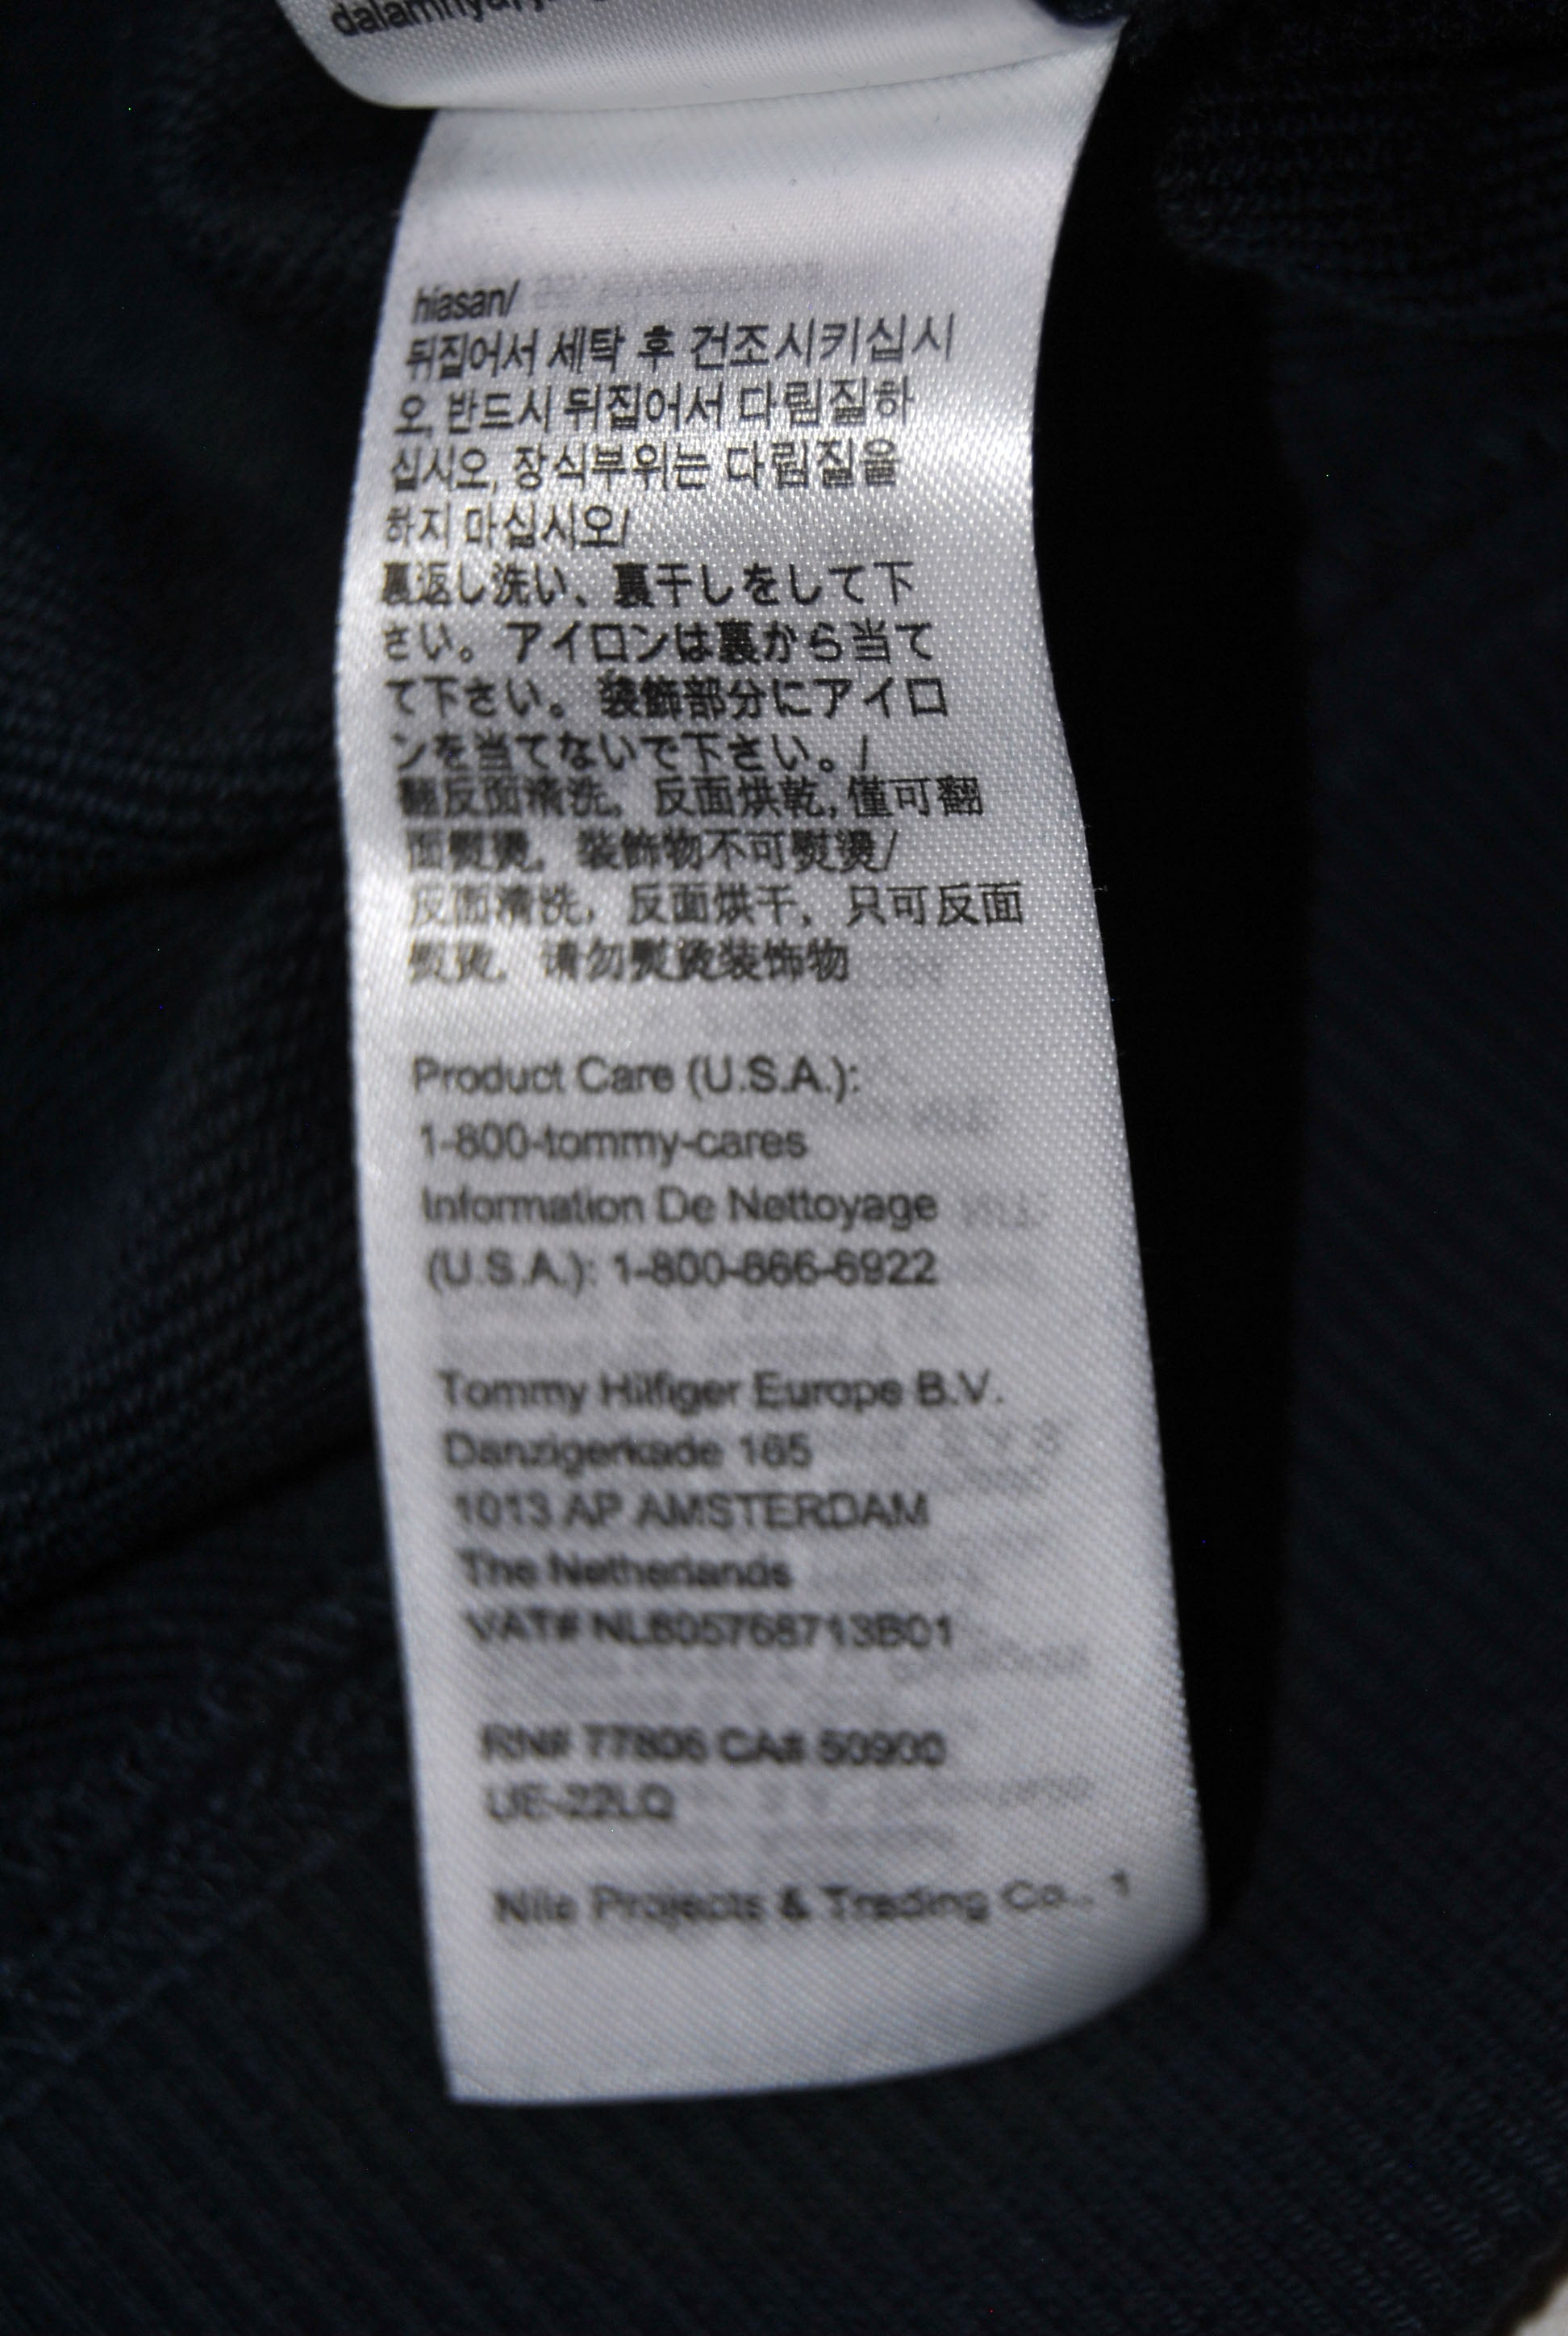 hiasan/
뒤집어서 세탁 후 건조시키십시
오, 반드시 뒤집어서 다림질하
십시오, 장식부위는 다림질을
하지 마십시오/
裏返し洗い、裏干しをして下
さい。 アイロンは裏から当て
て下さい。 装飾部分にアイロ
ンを当てないで下さい。/
翻反面清洗, 反面烘乾, 僅可翻
面熨燙, 装飾物不可熨燙/
反面清洗, 反面烘干, 只可反面
熨烫, 请勿熨烫装饰物
Product Care (U.S.A.):
1-800-tommy-cares
Information De Nettoyage
(U.S.A.): 1-800-866-6922
Tommy Hilfiger Europe B.V.
Danzigerkade 165
1013 AP AMSTERDAM
The Netherlands
VAT# NL805768713B01
RN# 77806 CA# 50900
UE-22LQ
Nile Projects & Trading Co., 1